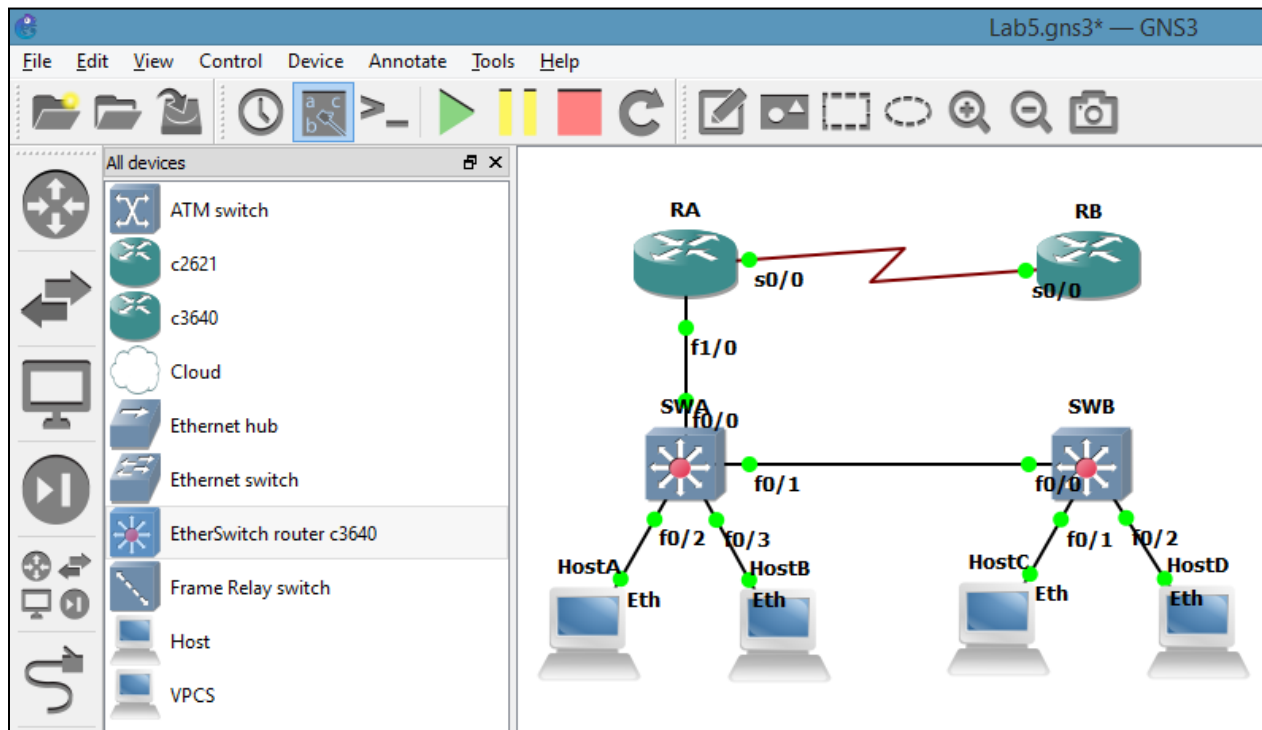 Lab5.gns3* — GNS3
File Edit View Control Device Annotate Tools Help
a c
b
>_
All devices
ATM switch
c2621
c3640
Cloud
Ethernet hub
Ethernet switch
EtherSwitch router c3640
Frame Relay switch
Host
VPCS
RA RB
s0/0 s0/0
f1/0
SWA SWB
f0/0
f0/1 f0/0
f0/2 f0/3 f0/1 f0/2
HostA HostB HostC HostD
Eth Eth Eth Eth